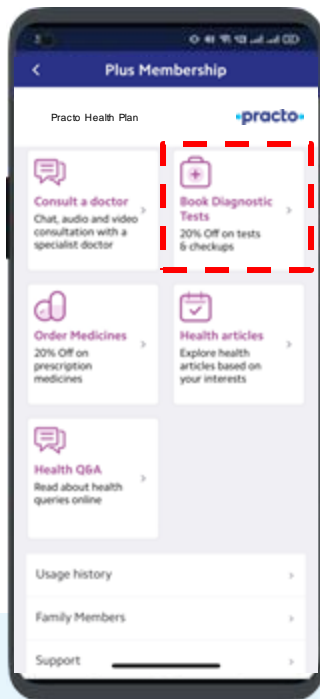 Plus Membership
Practo Health Plan
practo
Consult a doctor
Chat, audio and video
consultation with a
specialist doctor
Book Diagnostic
Tests
20% Off on tests
& checkups
Order Medicines
20% Off on
prescription
medicines
Health articles
Explore health
articles based on
your interests
Health Q&A
Read about health
queries online
Usage history
Family Members
Support